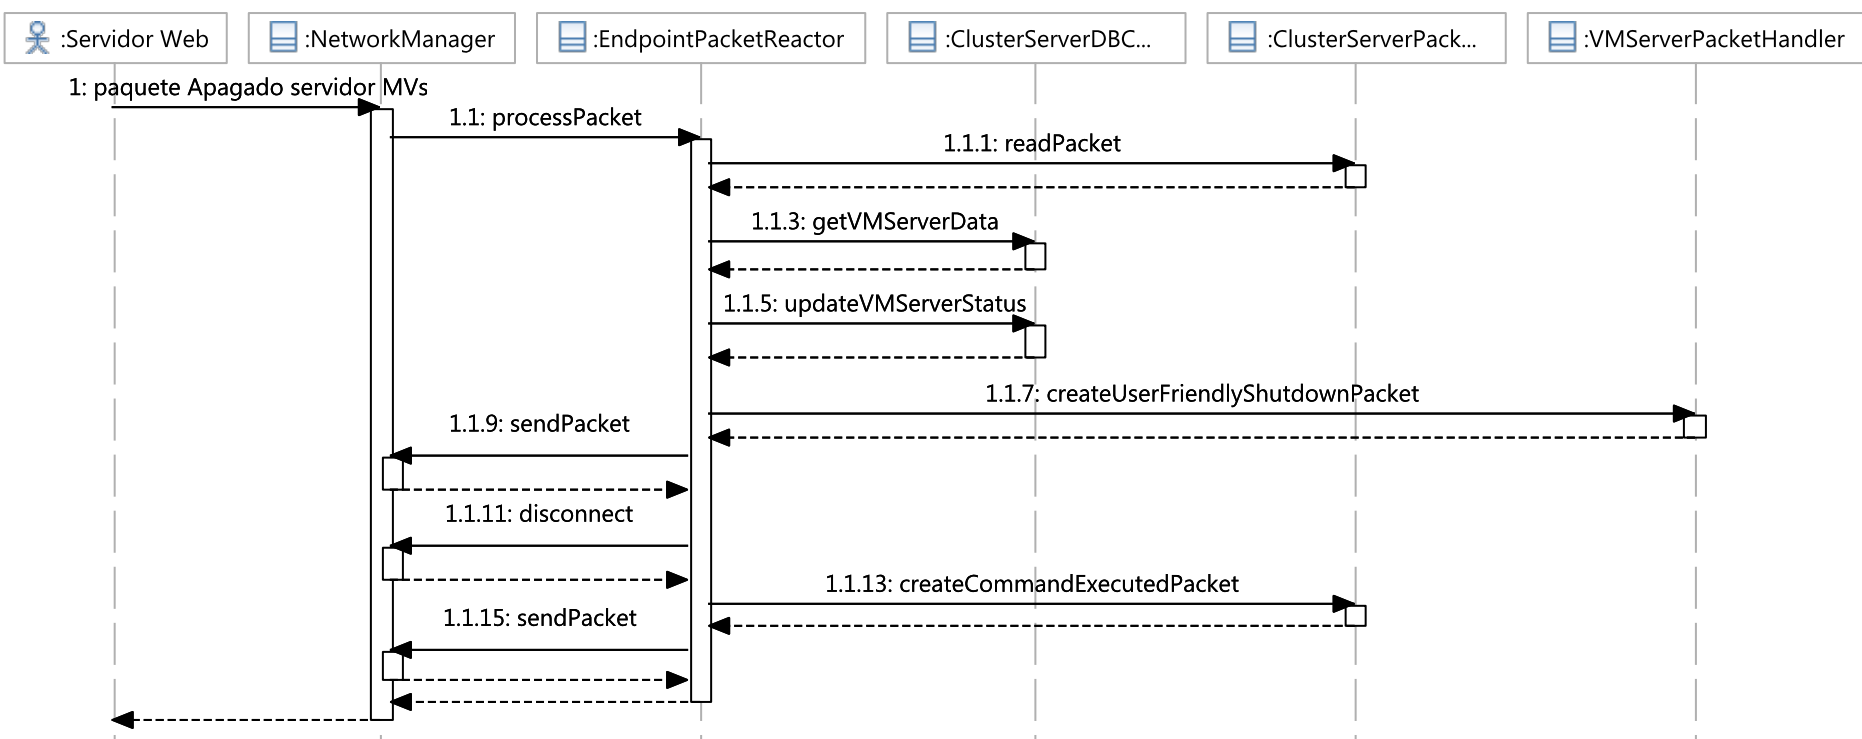 :Servidor Web
:NetworkManager
:EndpointPacketReactor
:ClusterServerDBC...
:ClusterServerPack...
:VMServerPacketHandler
1: paquete Apagado servidor MVs
1.1: processPacket
1.1.1: readPacket
1.1.3: getVMServerData
1.1.5: updateVMServerStatus
1.1.7: createUserFriendlyShutdownPacket
1.1.9: sendPacket
1.1.11: disconnect
1.1.13: createCommandExecutedPacket
1.1.15: sendPacket